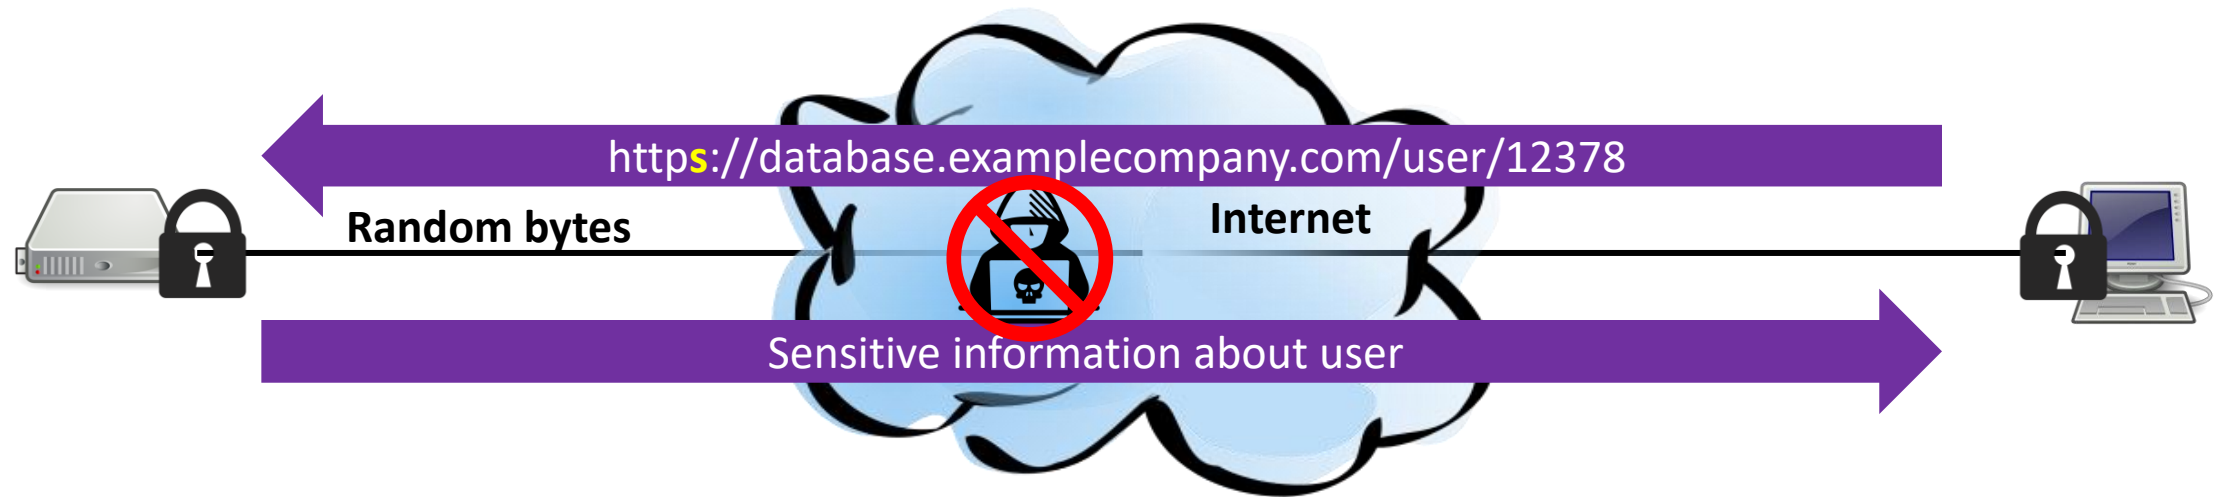 https://database.examplecompany.com/user/12378
Random bytes
Internet
Sensitive information about user